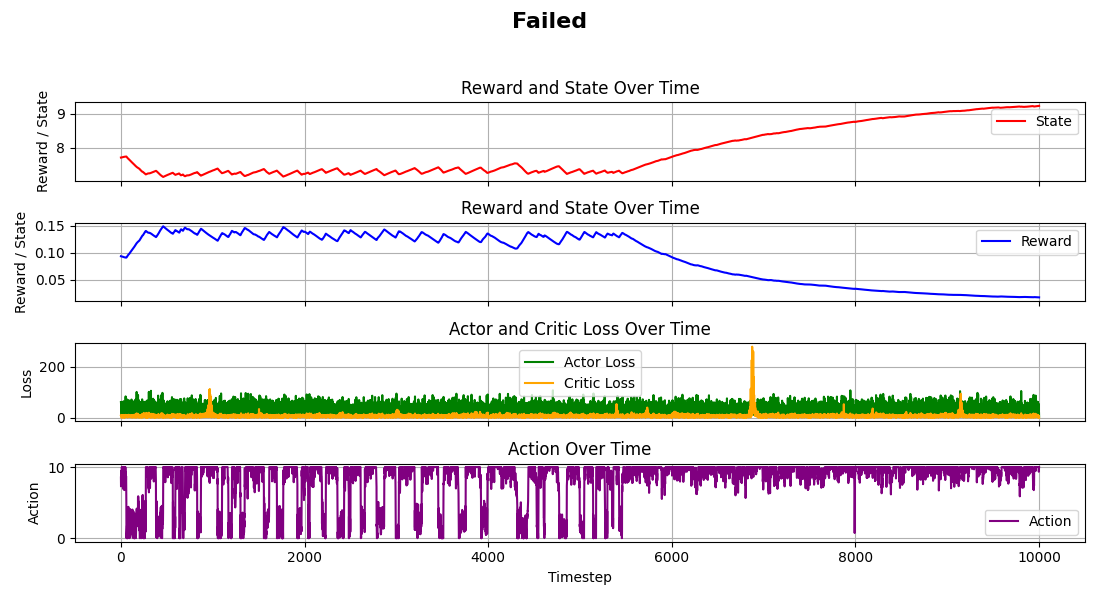 Failed
Reward and State Over Time
Reward / State
9
8
State
Reward and State Over Time
Reward / State
0.15
0.10
0.05
Reward
Actor and Critic Loss Over Time
Loss
200
0
Actor Loss
Critic Loss
Action Over Time
Action
10
0
Action
0 2000 4000 6000 8000 10000
Timestep